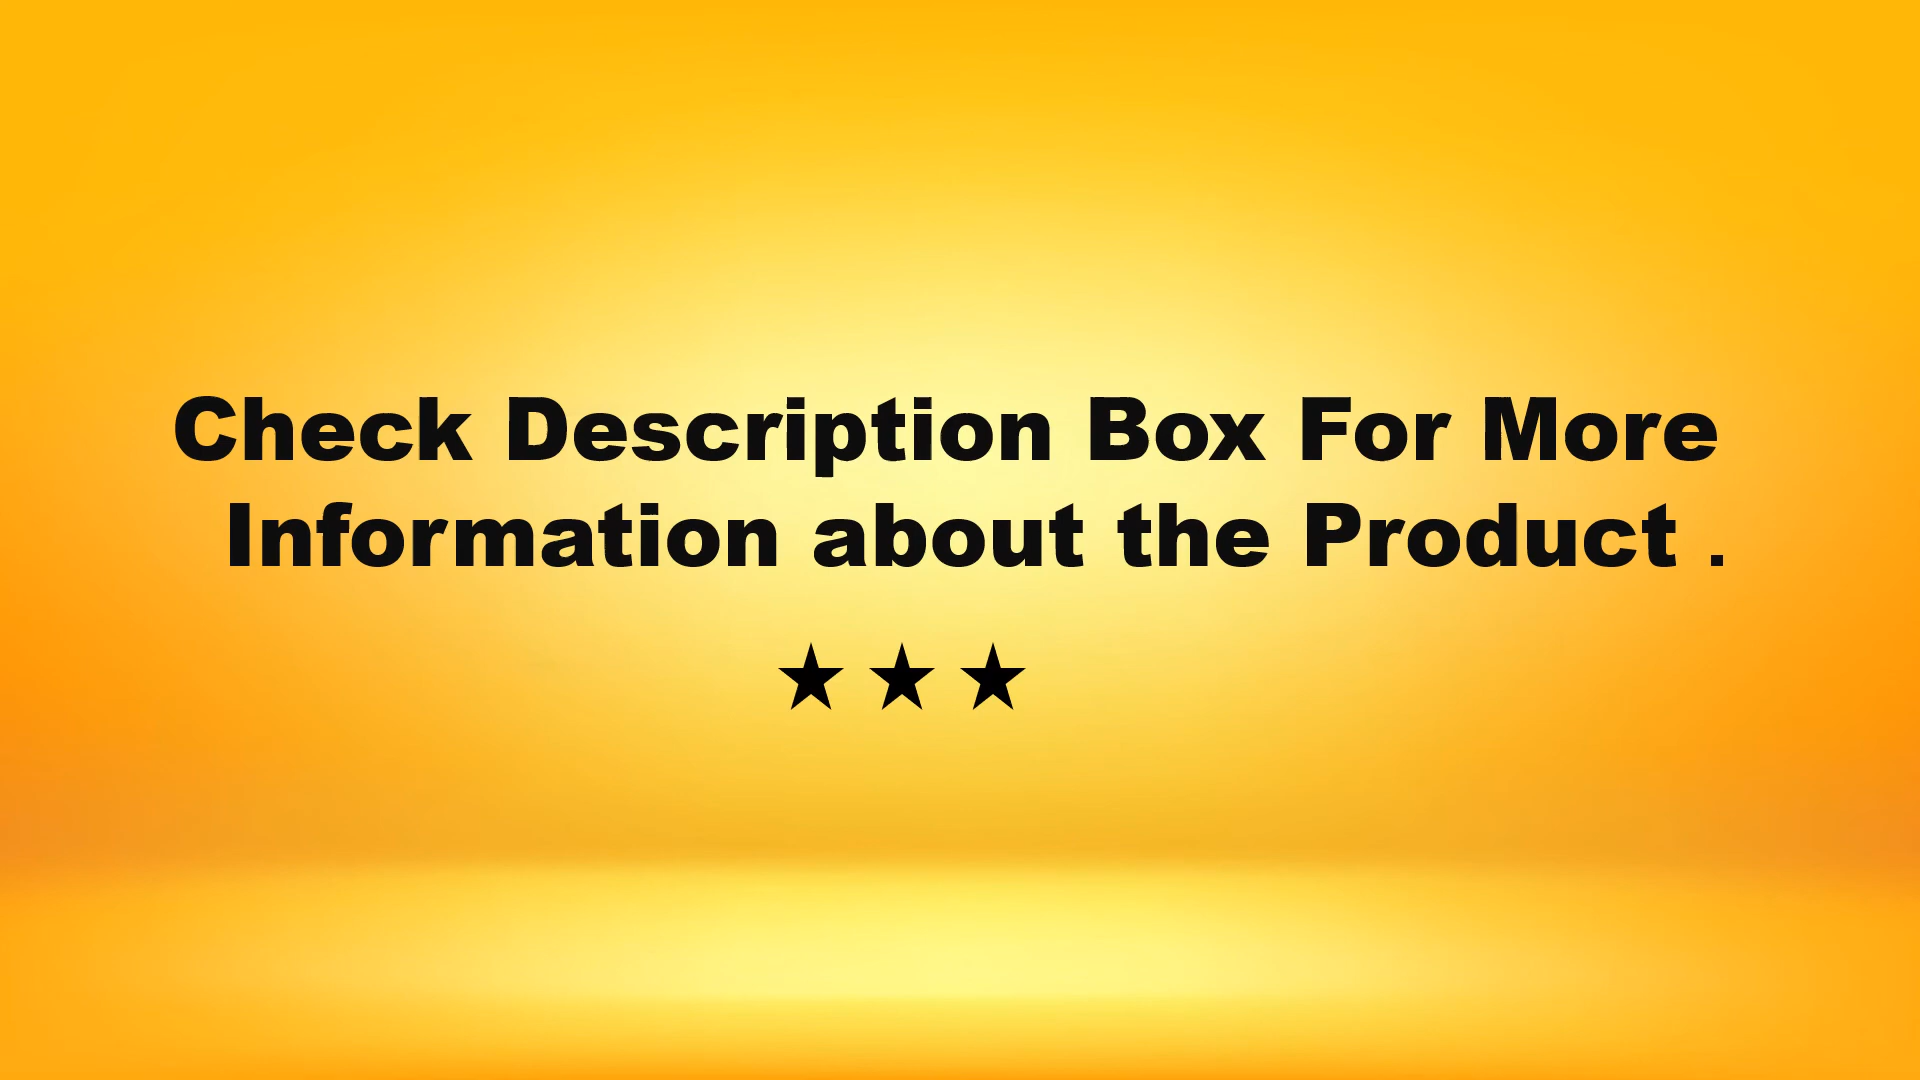 Check Description Box For More
Information about the Product .
★ ★ ★